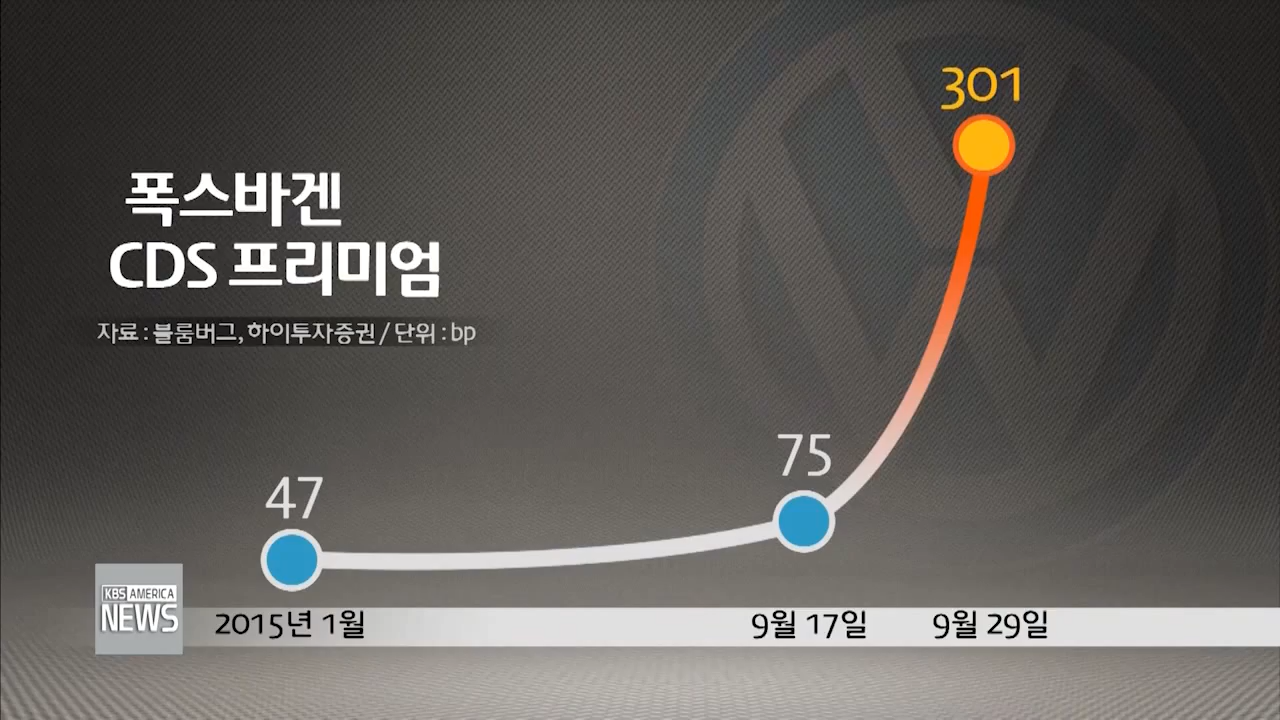 폭스바겐
CDS 프리미엄
자료 : 블룸버그, 하이투자증권 / 단위 : bp
301
75
47
2015년 1월
9월 17일
9월 29일
KBS AMERICA
NEWS